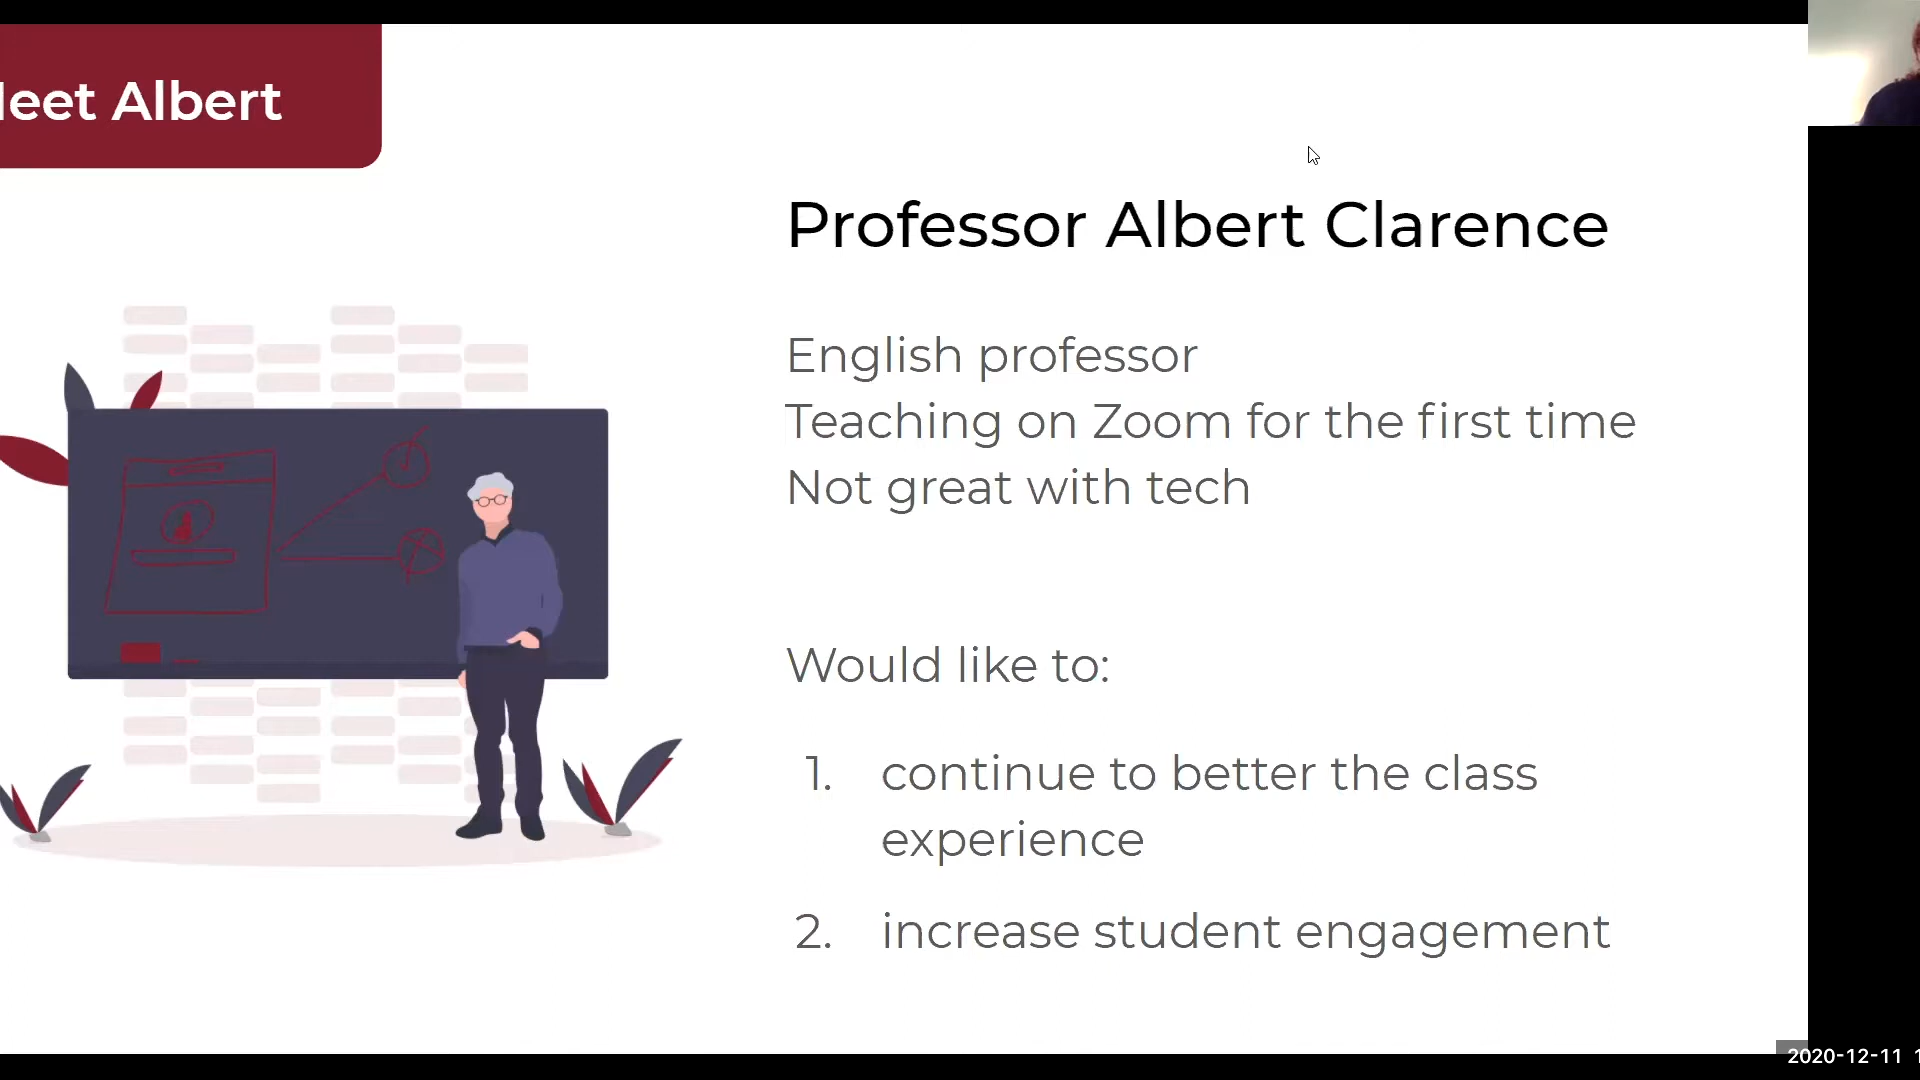 leet Albert
Professor Albert Clarence
English professor
Teaching on Zoom for the first time
Not great with tech
Would like to:
1. continue to better the class
experience
2. increase student engagement
2020-12-11 1